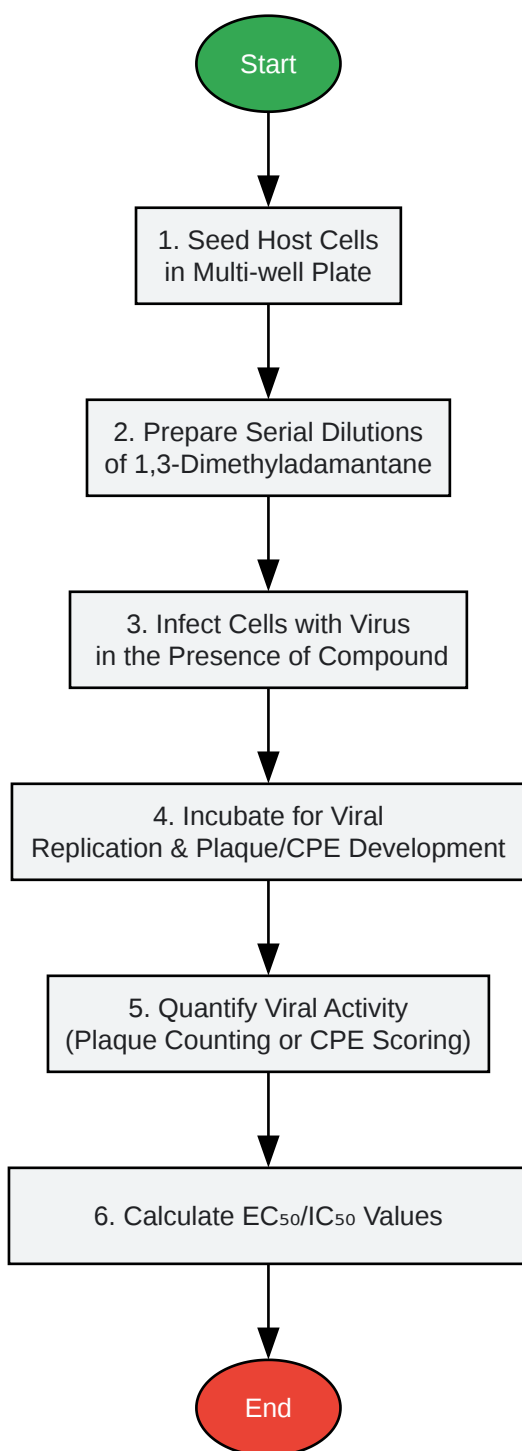 Start
1. Seed Host Cells
in Multi-well Plate
2. Prepare Serial Dilutions
of 1,3-Dimethyladamantane
3. Infect Cells with Virus
in the Presence of Compound
4. Incubate for Viral
Replication & Plaque/CPE Development
5. Quantify Viral Activity
(Plaque Counting or CPE Scoring)
6. Calculate EC₅₀/IC₅₀ Values
End